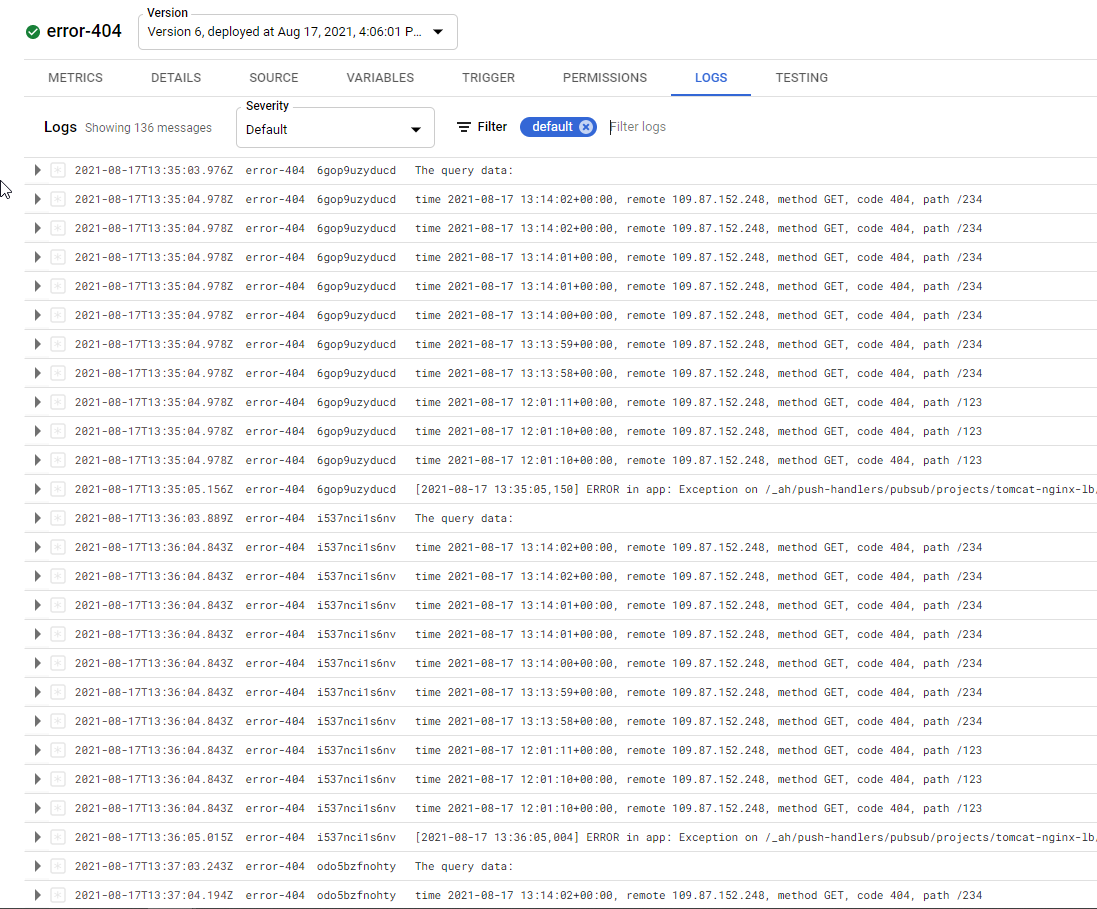 error-404 Version
Version 6, deployed at Aug 17, 2021, 4:06:01 P...
METRICS DETAILS SOURCE VARIABLES TRIGGER PERMISSIONS LOGS TESTING
Logs Showing 136 messages Severity Default Filter default Filter logs
2021-08-17T13:35:03.976Z error-404 6gop9uzyducd The query data:
2021-08-17T13:35:04.978Z error-404 6gop9uzyducd time 2021-08-17 13:14:02+00:00, remote 109.87.152.248, method GET, code 404, path /234
2021-08-17T13:35:04.978Z error-404 6gop9uzyducd time 2021-08-17 13:14:02+00:00, remote 109.87.152.248, method GET, code 404, path /234
2021-08-17T13:35:04.978Z error-404 6gop9uzyducd time 2021-08-17 13:14:01+00:00, remote 109.87.152.248, method GET, code 404, path /234
2021-08-17T13:35:04.978Z error-404 6gop9uzyducd time 2021-08-17 13:14:01+00:00, remote 109.87.152.248, method GET, code 404, path /234
2021-08-17T13:35:04.978Z error-404 6gop9uzyducd time 2021-08-17 13:14:00+00:00, remote 109.87.152.248, method GET, code 404, path /234
2021-08-17T13:35:04.978Z error-404 6gop9uzyducd time 2021-08-17 13:13:59+00:00, remote 109.87.152.248, method GET, code 404, path /234
2021-08-17T13:35:04.978Z error-404 6gop9uzyducd time 2021-08-17 13:13:58+00:00, remote 109.87.152.248, method GET, code 404, path /234
2021-08-17T13:35:04.978Z error-404 6gop9uzyducd time 2021-08-17 12:01:11+00:00, remote 109.87.152.248, method GET, code 404, path /123
2021-08-17T13:35:04.978Z error-404 6gop9uzyducd time 2021-08-17 12:01:10+00:00, remote 109.87.152.248, method GET, code 404, path /123
2021-08-17T13:35:04.978Z error-404 6gop9uzyducd time 2021-08-17 12:01:10+00:00, remote 109.87.152.248, method GET, code 404, path /123
2021-08-17T13:35:05.156Z error-404 6gop9uzyducd [2021-08-17 13:35:05,150] ERROR in app: Exception on /_ah/push-handlers/pubsub/projects/tomcat-nginx-lb.
2021-08-17T13:36:03.889Z error-404 i537nci1s6nv The query data:
2021-08-17T13:36:04.843Z error-404 i537nci1s6nv time 2021-08-17 13:14:02+00:00, remote 109.87.152.248, method GET, code 404, path /234
2021-08-17T13:36:04.843Z error-404 i537nci1s6nv time 2021-08-17 13:14:02+00:00, remote 109.87.152.248, method GET, code 404, path /234
2021-08-17T13:36:04.843Z error-404 i537nci1s6nv time 2021-08-17 13:14:01+00:00, remote 109.87.152.248, method GET, code 404, path /234
2021-08-17T13:36:04.843Z error-404 i537nci1s6nv time 2021-08-17 13:14:01+00:00, remote 109.87.152.248, method GET, code 404, path /234
2021-08-17T13:36:04.843Z error-404 i537nci1s6nv time 2021-08-17 13:14:00+00:00, remote 109.87.152.248, method GET, code 404, path /234
2021-08-17T13:36:04.843Z error-404 i537nci1s6nv time 2021-08-17 13:13:59+00:00, remote 109.87.152.248, method GET, code 404, path /234
2021-08-17T13:36:04.843Z error-404 i537nci1s6nv time 2021-08-17 13:13:58+00:00, remote 109.87.152.248, method GET, code 404, path /234
2021-08-17T13:36:04.843Z error-404 i537nci1s6nv time 2021-08-17 12:01:11+00:00, remote 109.87.152.248, method GET, code 404, path /123
2021-08-17T13:36:04.843Z error-404 i537nci1s6nv time 2021-08-17 12:01:10+00:00, remote 109.87.152.248, method GET, code 404, path /123
2021-08-17T13:36:04.843Z error-404 i537nci1s6nv time 2021-08-17 12:01:10+00:00, remote 109.87.152.248, method GET, code 404, path /123
2021-08-17T13:36:05.015Z error-404 i537nci1s6nv [2021-08-17 13:36:05,004] ERROR in app: Exception on /_ah/push-handlers/pubsub/projects/tomcat-nginx-lb.
2021-08-17T13:37:03.243Z error-404 odo5bzfnohty The query data:
2021-08-17T13:37:04.194Z error-404 odo5bzfnohty time 2021-08-17 13:14:02+00:00, remote 109.87.152.248, method GET, code 404, path /234